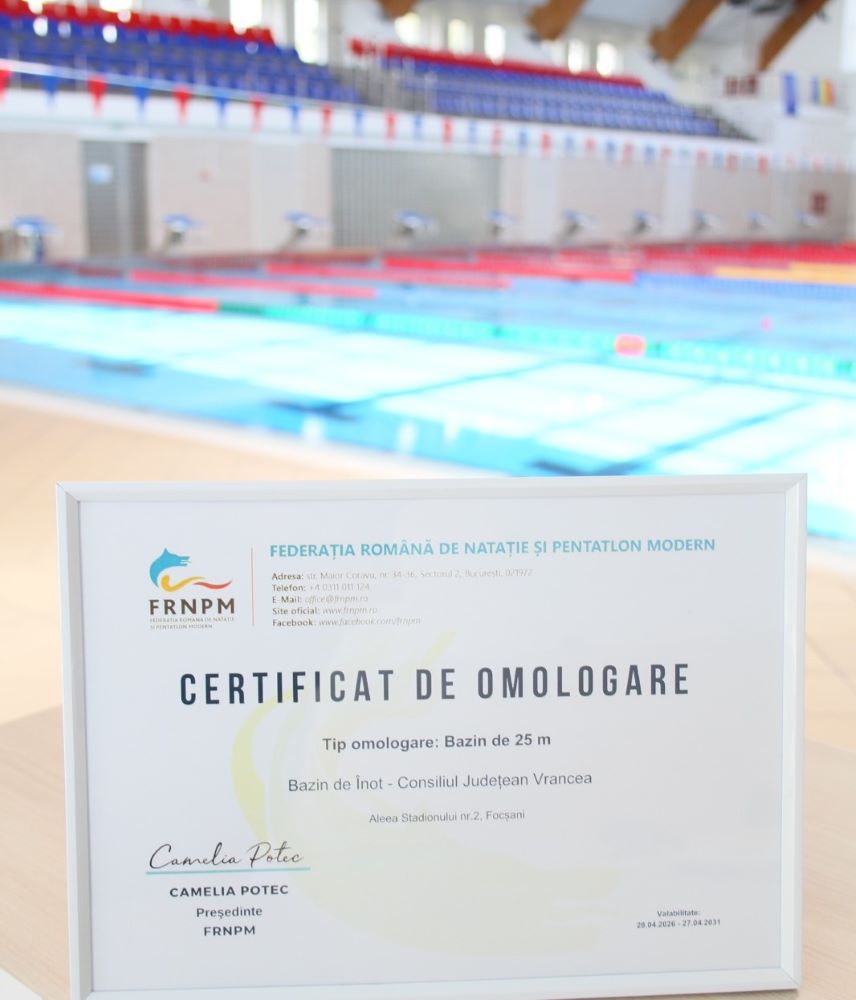 FEDERAȚIA ROMÂNĂ DE NATAȚIE ȘI PENTATLON MODERN
Adresa: str. Maior Coravu, nr. 34-36, Sectorul 2, București, 021972
Telefon: +4 0311 011 124
E-Mail: office@frnpm.ro
Site oficial: www.frnpm.ro
Facebook: www.facebook.com/frnpm
FRNPM
FEDERAȚIA ROMÂNĂ DE NATAȚIE
ȘI PENTATLON MODERN
CERTIFICAT DE OMOLOGARE
Tip omologare: Bazin de 25 m
Bazin de Înot - Consiliul Județean Vrancea
Aleea Stadionului nr.2, Focșani
Camelia Potec
CAMELIA POTEC
Președinte
FRNPM
Valabilitate:
28.04.2026 - 27.04.2031